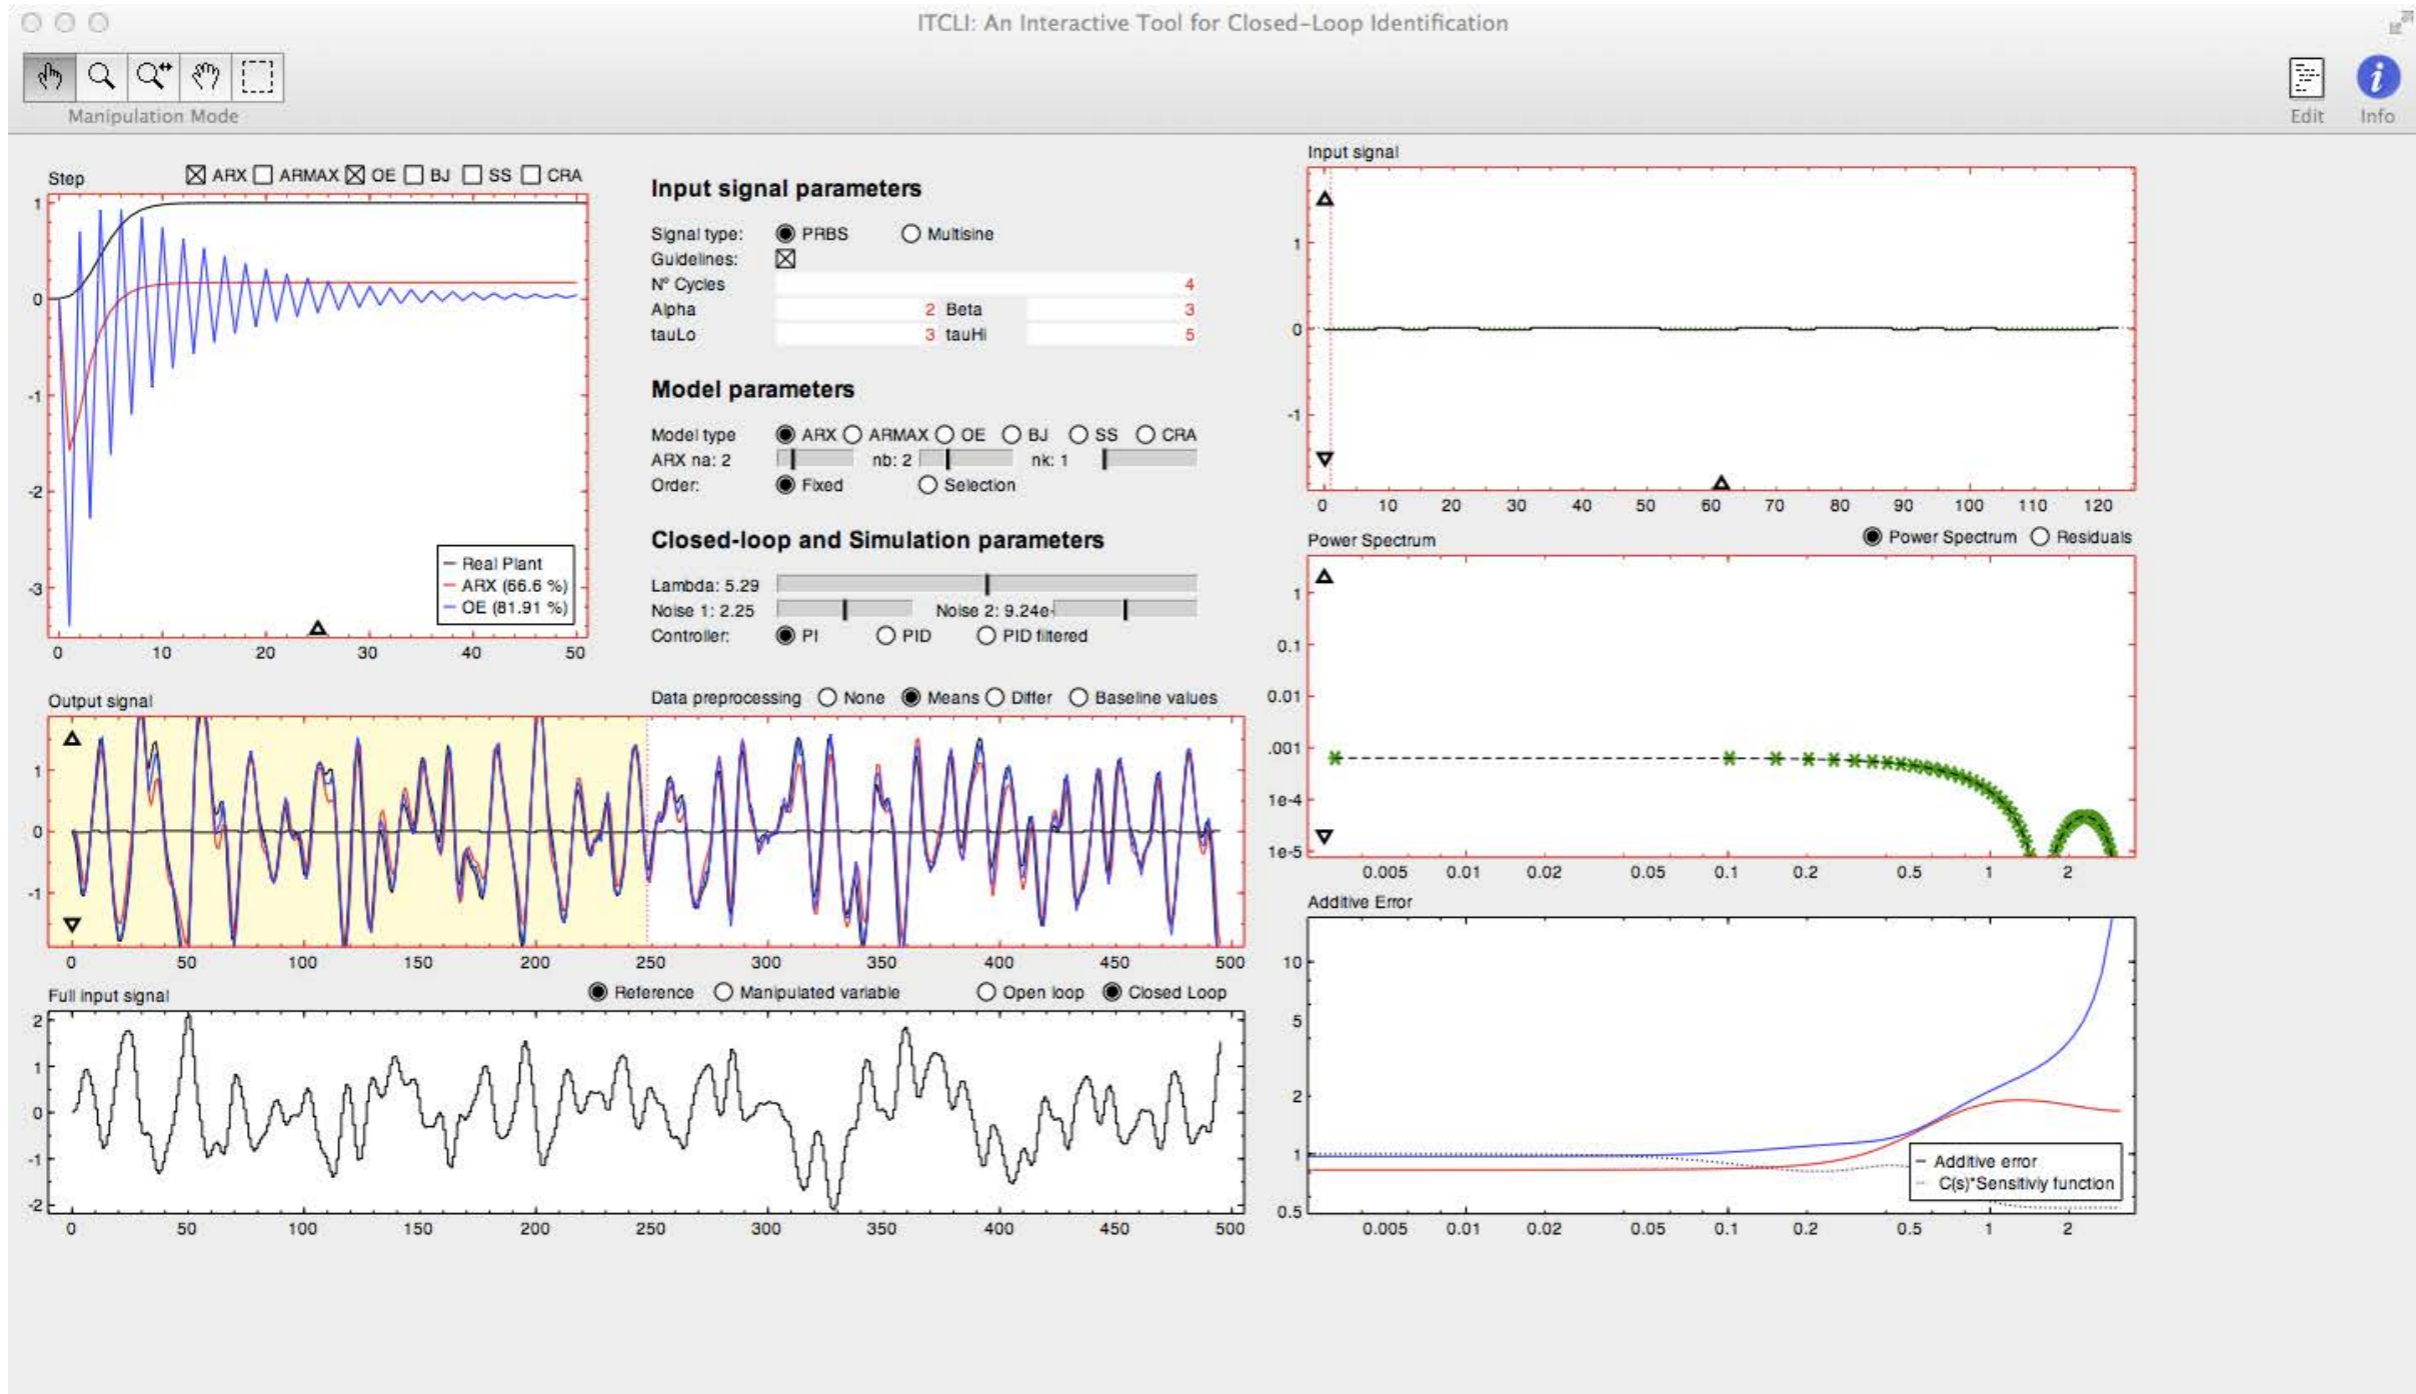 ITCLI: An Interactive Tool for Closed-Loop Identification
Manipulation Mode
Edit Info
Step ARX ARMAX OE BJ SS CRA
1
0
-1
-2
-3
Real Plant
ARX (66.6 %)
OE (81.91 %)
0 10 20 30 40 50
Input signal parameters
Signal type: PRBS Multisine
Guidelines:
Nº Cycles 4
Alpha 2 Beta 3
tauLo 3 tauHi 5
Model parameters
Model type ARX ARMAX OE BJ SS CRA
ARX na: 2 nb: 2 nk: 1
Order: Fixed Selection
Closed-loop and Simulation parameters
Lambda: 5.29
Noise 1: 2.25 Noise 2: 9.24e-
Controller: PI PID PID filtered
Input signal
1
0
-1
0 10 20 30 40 50 60 70 80 90 100 110 120
Power Spectrum Power Spectrum Residuals
1
0.1
0.01
.001
1e-4
1e-5
0.005 0.01 0.02 0.05 0.1 0.2 0.5 1 2
Output signal Data preprocessing None Means Differ Baseline values
1
0
-1
0 50 100 150 200 250 300 350 400 450 500
Full input signal Reference Manipulated variable Open loop Closed Loop
2
1
0
-1
-2
0 50 100 150 200 250 300 350 400 450 500
Additive Error
10
5
2
1
0.5
Additive error
C(s)*Sensitiviy function
0.005 0.01 0.02 0.05 0.1 0.2 0.5 1 2